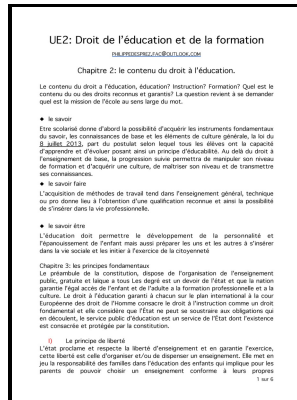 UE2: Droit de l'éducation et de la formation
PHILIPPEDESPREZ.FAC@OUTLOOK.COM
Chapitre 2: le contenu du droit à l'éducation.
Le contenu du droit a l'éducation, éducation? Instruction? Formation? Quel est le
contenu du ou des droits reconnus et garantis? La question revient à se demander
quel est la mission de l'école au sens large du mot.
◆ le savoir
Etre scolarisé donne d'abord la possibilité d'acquérir les instruments fondamentaux
du savoir, les connaissances de base et les éléments de culture générale, la loi du
8 juillet 2013, part du postulat selon lequel tous les élèves ont la capacité
d'apprendre et d'évoluer posant ainsi un principe d'éducabilité. Au delà du droit a
l'enseignement de base, la progression suivie permettra de manipuler son niveau
de formation et d'acquérir une culture, de maîtriser son niveau et de transmettre
ses connaissances.
◆ le savoir faire
L'acquisition de méthodes de travail tend dans l'enseignement général, technique
ou pro donne lieu à l'obtention d'une qualification reconnue et ainsi la possibilité
de s'insérer dans la vie professionnelle.
◆ le savoir être
L'éducation doit permettre le développement de la personnalité et
l'épanouissement de l'enfant mais aussi préparer les uns et les autres à s'insérer
dans la vie sociale et les initier à l'exercice de la citoyenneté
Chapitre 3: les principes fondamentaux
Le préambule de la constitution, dispose de l'organisation de l'enseignement
public, gratuite et laïque a tous Les degré est un devoir de l'état et que la nation
garantie l'égal accès de l'enfant et de l'adulte a la formation professionnelle et a la
culture. Le droit à l'éducation garanti à chacun sur le plan international à la cour
Européenne des droit de l'Homme consacre le droit à l'instruction comme un droit
fondamental et elle considère que l'État ne peut se soustraire aux obligations qui
en découlent, le service public d'éducation est un service de l'État dont l'existence
est consacrée et protégée par la constitution.
I) Le principe de liberté
L'état proclame et respecte la liberté d'enseignement et en garantie l'exercice,
cette liberté est celle d'organiser et/ou de dispenser un enseignement. Elle met en
jeu la responsabilité des familles dans l'éducation des enfants qui implique pour les
parents de pouvoir choisir un enseignement conforme à leurs propres
1 sur 6